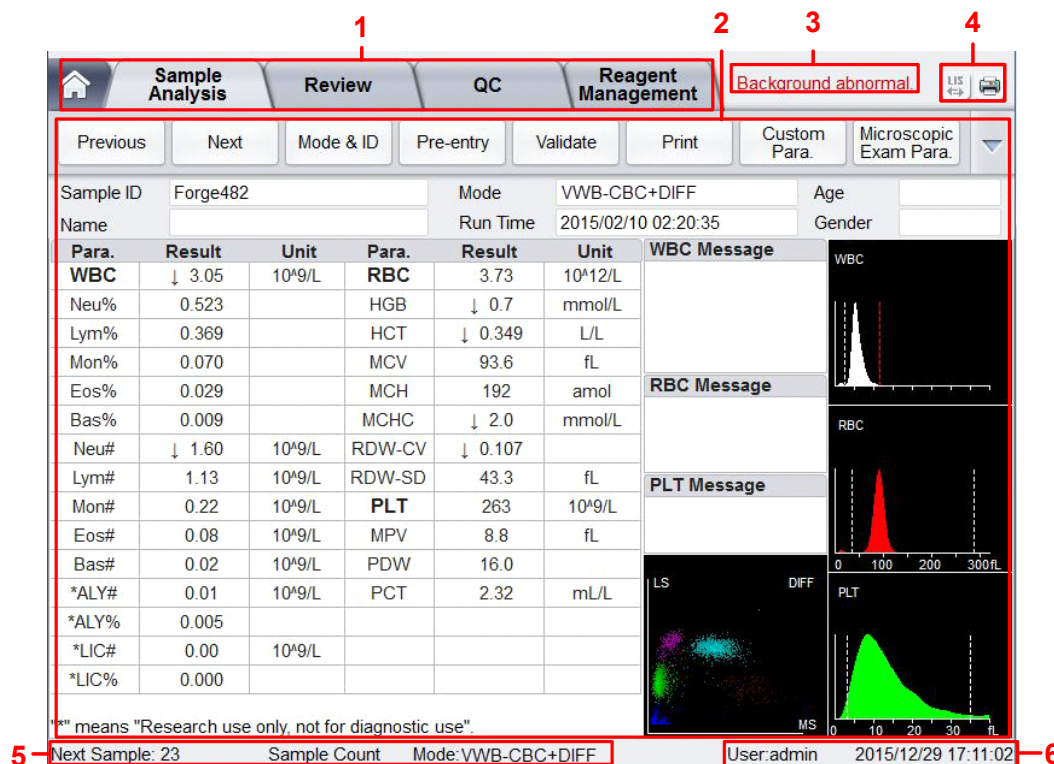 1 2 3 4
Sample Analysis Review QC Reagent Management Background abnormal. LIS
Previous Next Mode & ID Pre-entry Validate Print Custom Para. Microscopic Exam Para.
Sample ID Forge482 Mode VWB-CBC+DIFF Age
Name Run Time 2015/02/10 02:20:35 Gender
Para. Result Unit Para. Result Unit WBC Message WBC
WBC ↓ 3.05 10^9/L RBC 3.73 10^12/L
Neu% 0.523 HGB ↓ 0.7 mmol/L
Lym% 0.369 HCT ↓ 0.349 L/L
Mon% 0.070 MCV 93.6 fL
Eos% 0.029 MCH 192 amol RBC Message
Bas% 0.009 MCHC ↓ 2.0 mmol/L RBC
Neu# ↓ 1.60 10^9/L RDW-CV ↓ 0.107
Lym# 1.13 10^9/L RDW-SD 43.3 fL PLT Message
Mon# 0.22 10^9/L PLT 263 10^9/L
Eos# 0.08 10^9/L MPV 8.8 fL
Bas# 0.02 10^9/L PDW 16.0 0 100 200 300fL
*ALY# 0.01 10^9/L PCT 2.32 mL/L LS DIFF PLT
*ALY% 0.005
*LIC# 0.00 10^9/L
*LIC% 0.000
"*" means "Research use only, not for diagnostic use". MS 0 10 20 30 fL
5 Next Sample: 23 Sample Count Mode:VWB-CBC+DIFF User:admin 2015/12/29 17:11:02 6